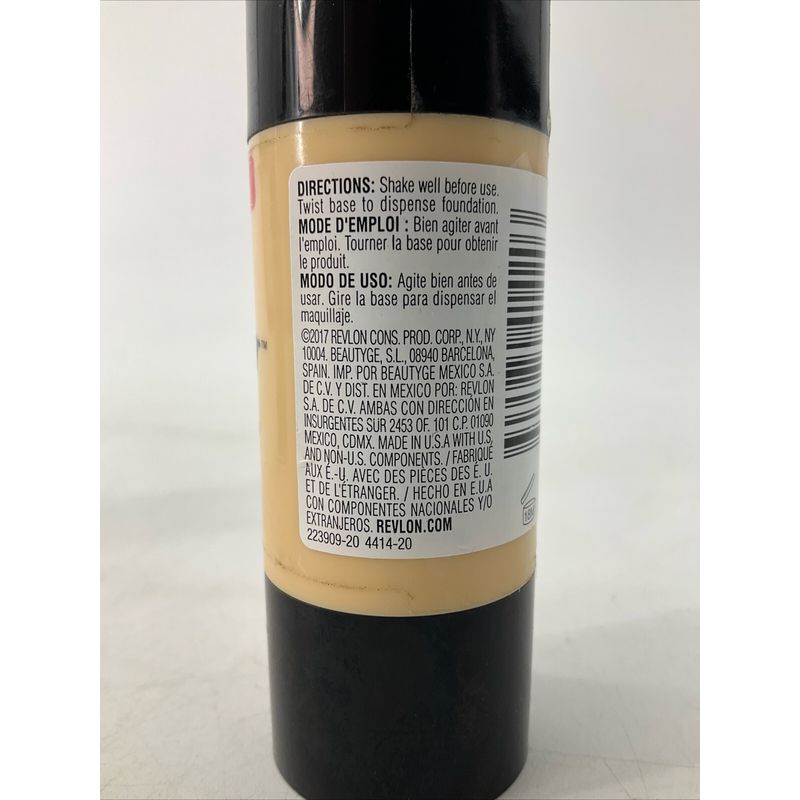 DIRECTIONS: Shake well before use.
Twist base to dispense foundation.
MODE D'EMPLOI : Bien agiter avant
l'emploi. Tourner la base pour obtenir
le produit.
MODO DE USO: Agite bien antes de
usar. Gire la base para dispensar el
maquillaje.
©2017 REVLON CONS. PROD. CORP., N.Y., NY
10004. BEAUTYGE, S.L., 08940 BARCELONA,
SPAIN. IMP. POR BEAUTYGE MEXICO S.A.
DE C.V. Y DIST. EN MEXICO POR: REVLON
S.A. DE C.V. AMBAS CON DIRECCIÓN EN
INSURGENTES SUR 2453 OF. 101 C.P. 01090
MEXICO, CDMX. MADE IN U.S.A WITH U.S.
AND NON-U.S. COMPONENTS. / FABRIQUÉ
AUX É.-U. AVEC DES PIÈCES DES É. U.
ET DE L'ÉTRANGER. / HECHO EN E.U.A
CON COMPONENTES NACIONALES Y/O
EXTRANJEROS. REVLON.COM
223909-20 4414-20